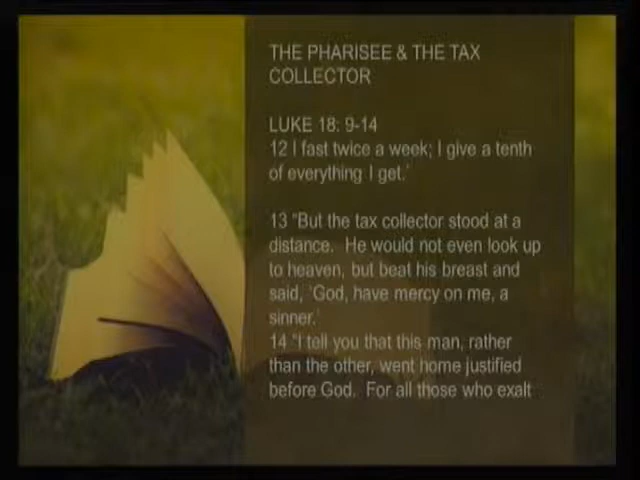 THE PHARISEE & THE TAX
COLLECTOR
LUKE 18: 9-14
12 I fast twice a week; I give a tenth
of everything I get.'
13 "But the tax collector stood at a
distance.  He would not even look up
to heaven, but beat his breast and
said, 'God, have mercy on me, a
sinner.'
14 "I tell you that this man, rather
than the other, went home justified
before God.  For all those who exalt